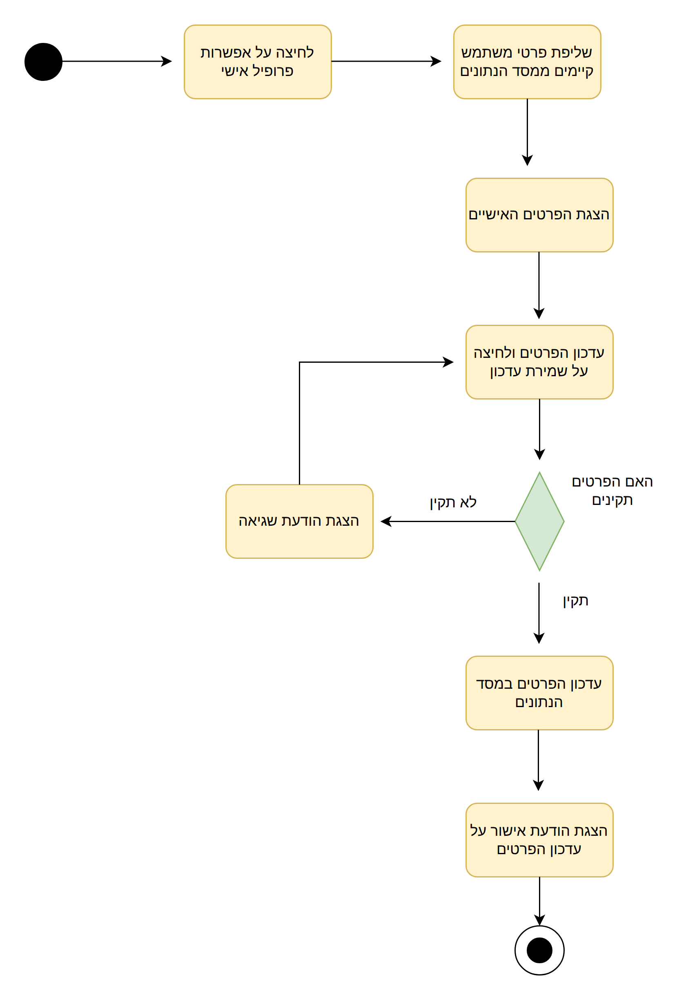 לחיצה על אפשרות
פרופיל אישי
שליפת פרטי משתמש
קיימים ממסד הנתונים
הצגת הפרטים האישיים
עדכון הפרטים ולחיצה
על שמירת עדכון
האם הפרטים
תקינים
לא תקין
הצגת הודעת שגיאה
תקין
עדכון הפרטים במסד
הנתונים
הצגת הודעת אישור על
עדכון הפרטים